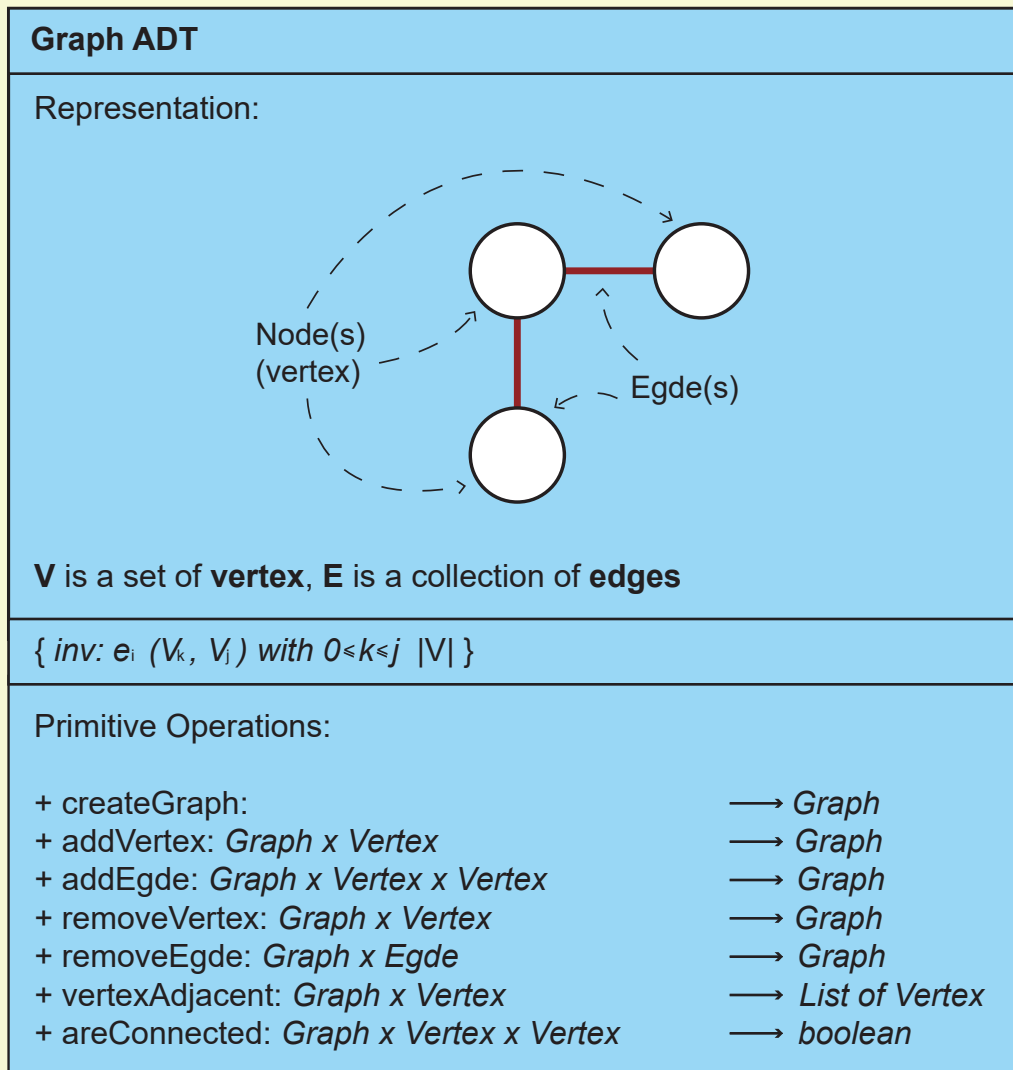 Graph ADT
Representation:
Node(s)
(vertex)
Egde(s)
V is a set of vertex, E is a collection of edges
{ inv: eᵢ (Vₖ, Vⱼ) with 0≤k≤j |V| }
Primitive Operations:
+ createGraph: ⟶ Graph
+ addVertex: Graph x Vertex ⟶ Graph
+ addEgde: Graph x Vertex x Vertex ⟶ Graph
+ removeVertex: Graph x Vertex ⟶ Graph
+ removeEgde: Graph x Egde ⟶ Graph
+ vertexAdjacent: Graph x Vertex ⟶ List of Vertex
+ areConnected: Graph x Vertex x Vertex ⟶ boolean